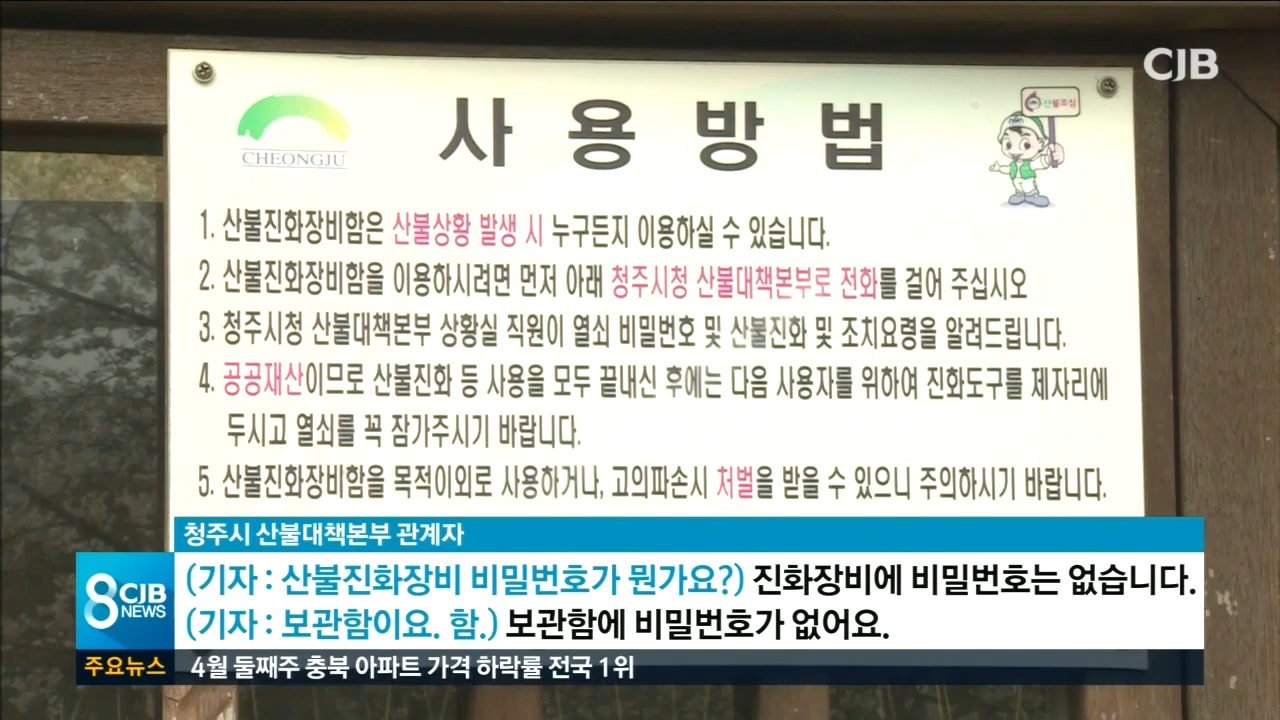 CJB
CHEONGJU
사용방법
산불조심
1. 산불진화장비함은 산불상황 발생 시 누구든지 이용하실 수 있습니다.
2. 산불진화장비함을 이용하시려면 먼저 아래 청주시청 산불대책본부로 전화를 걸어 주십시오
3. 청주시청 산불대책본부 상황실 직원이 열쇠 비밀번호 및 산불진화 및 조치요령을 알려드립니다.
4. 공공재산이므로 산불진화 등 사용을 모두 끝내신 후에는 다음 사용자를 위하여 진화도구를 제자리에
두시고 열쇠를 꼭 잠가주시기 바랍니다.
5. 산불진화장비함을 목적이외로 사용하거나, 고의파손시 처벌을 받을 수 있으니 주의하시기 바랍니다.
청주시 산불대책본부 관계자
8 CJB NEWS
(기자 : 산불진화장비 비밀번호가 뭔가요?) 진화장비에 비밀번호는 없습니다.
(기자 : 보관함이요. 함.) 보관함에 비밀번호가 없어요.
주요뉴스 4월 둘째주 충북 아파트 가격 하락률 전국 1위